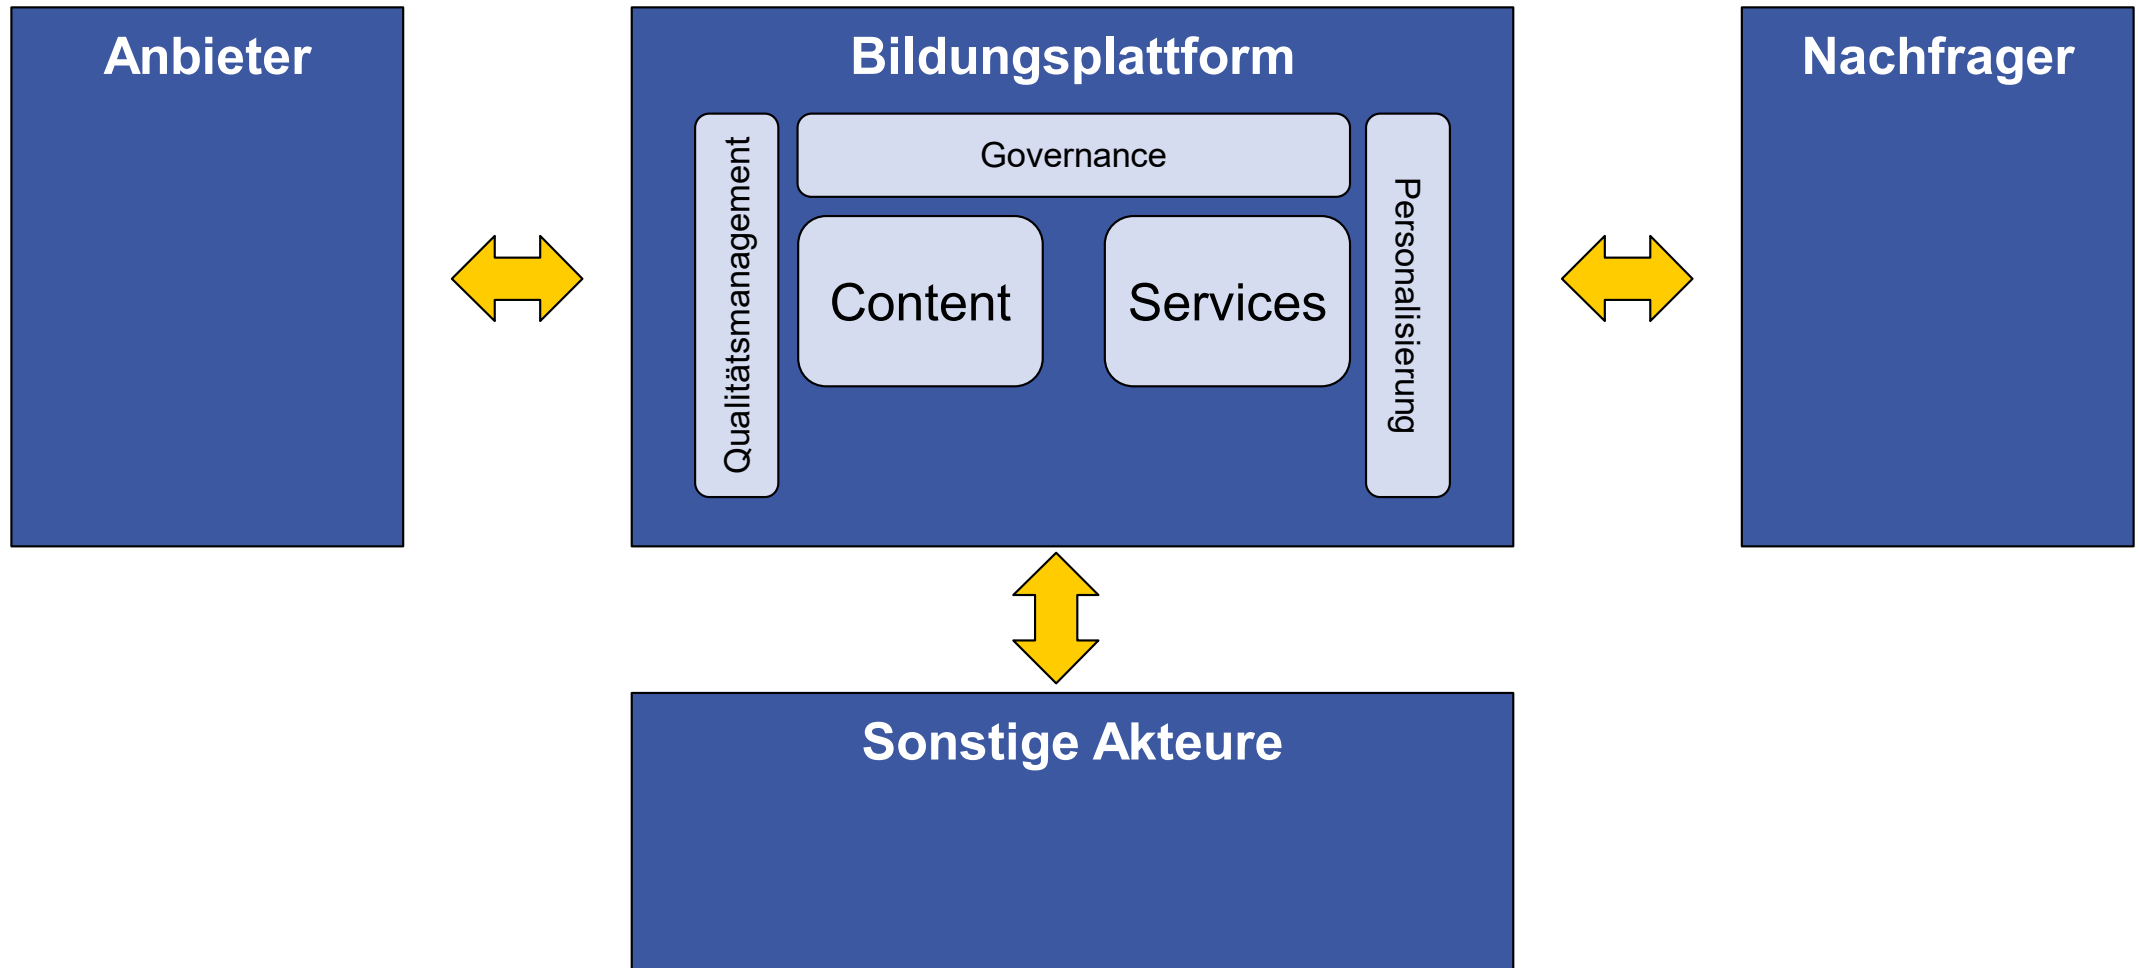 Anbieter
Bildungsplattform
Nachfrager
Qualitätsmanagement
Governance
Personalisierung
Content
Services
Sonstige Akteure